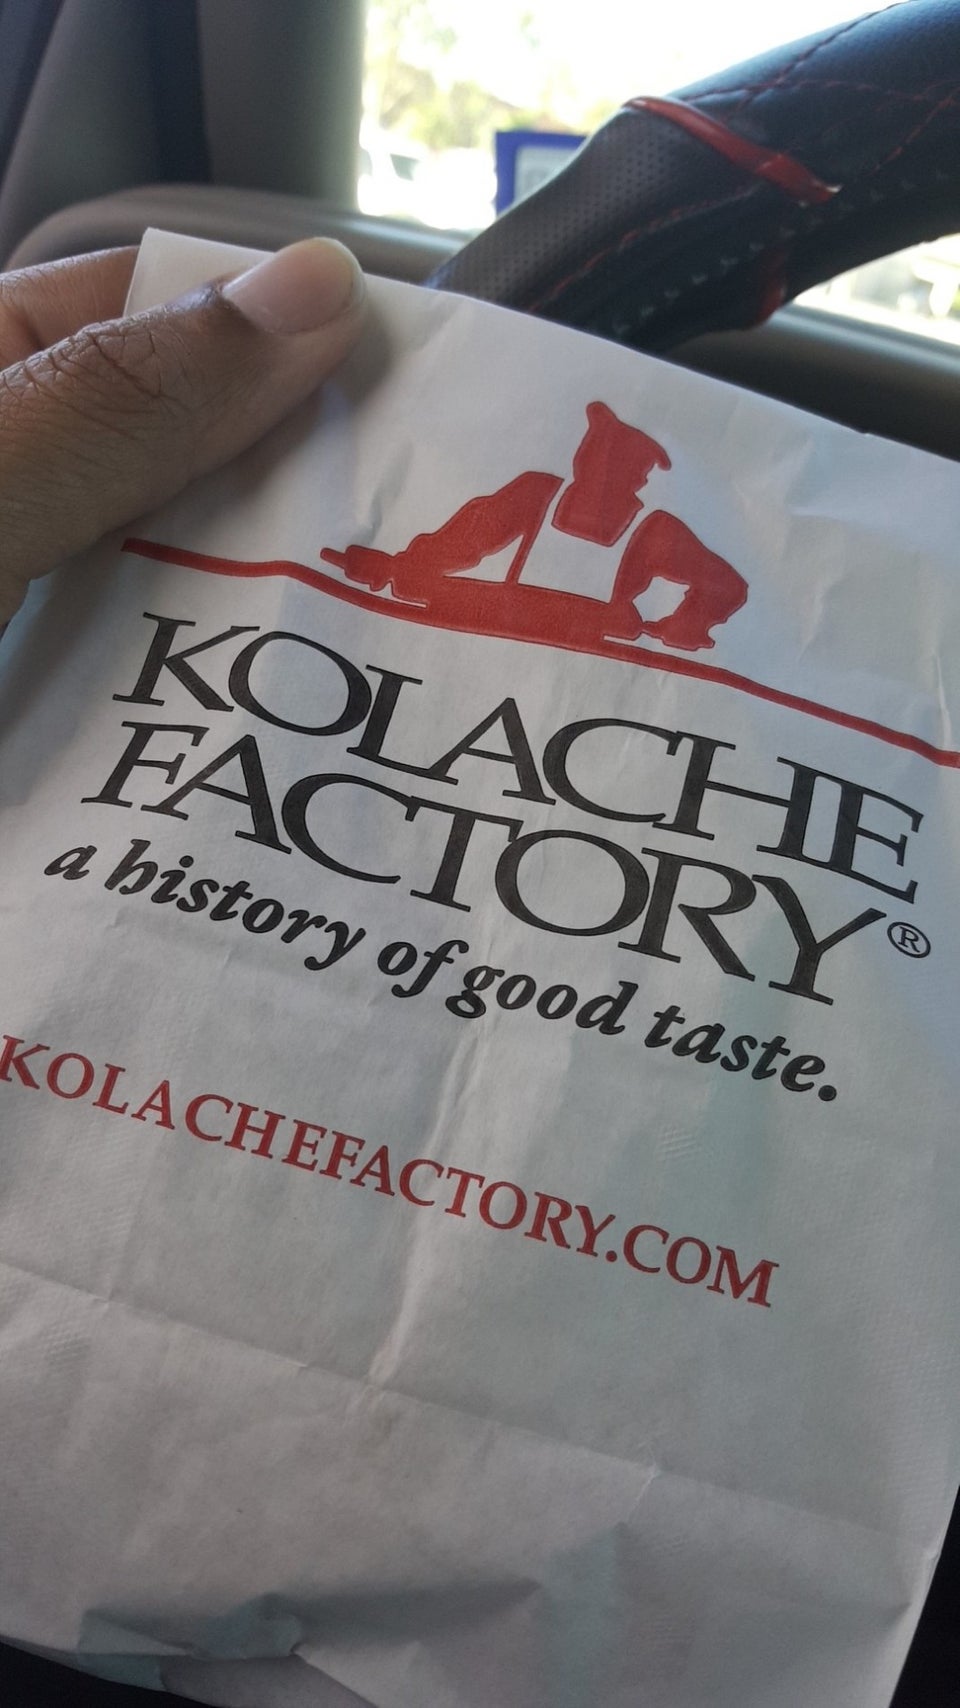 KOLACHE
FACTORY®
a history of good taste.
KOLACHEFACTORY.COM